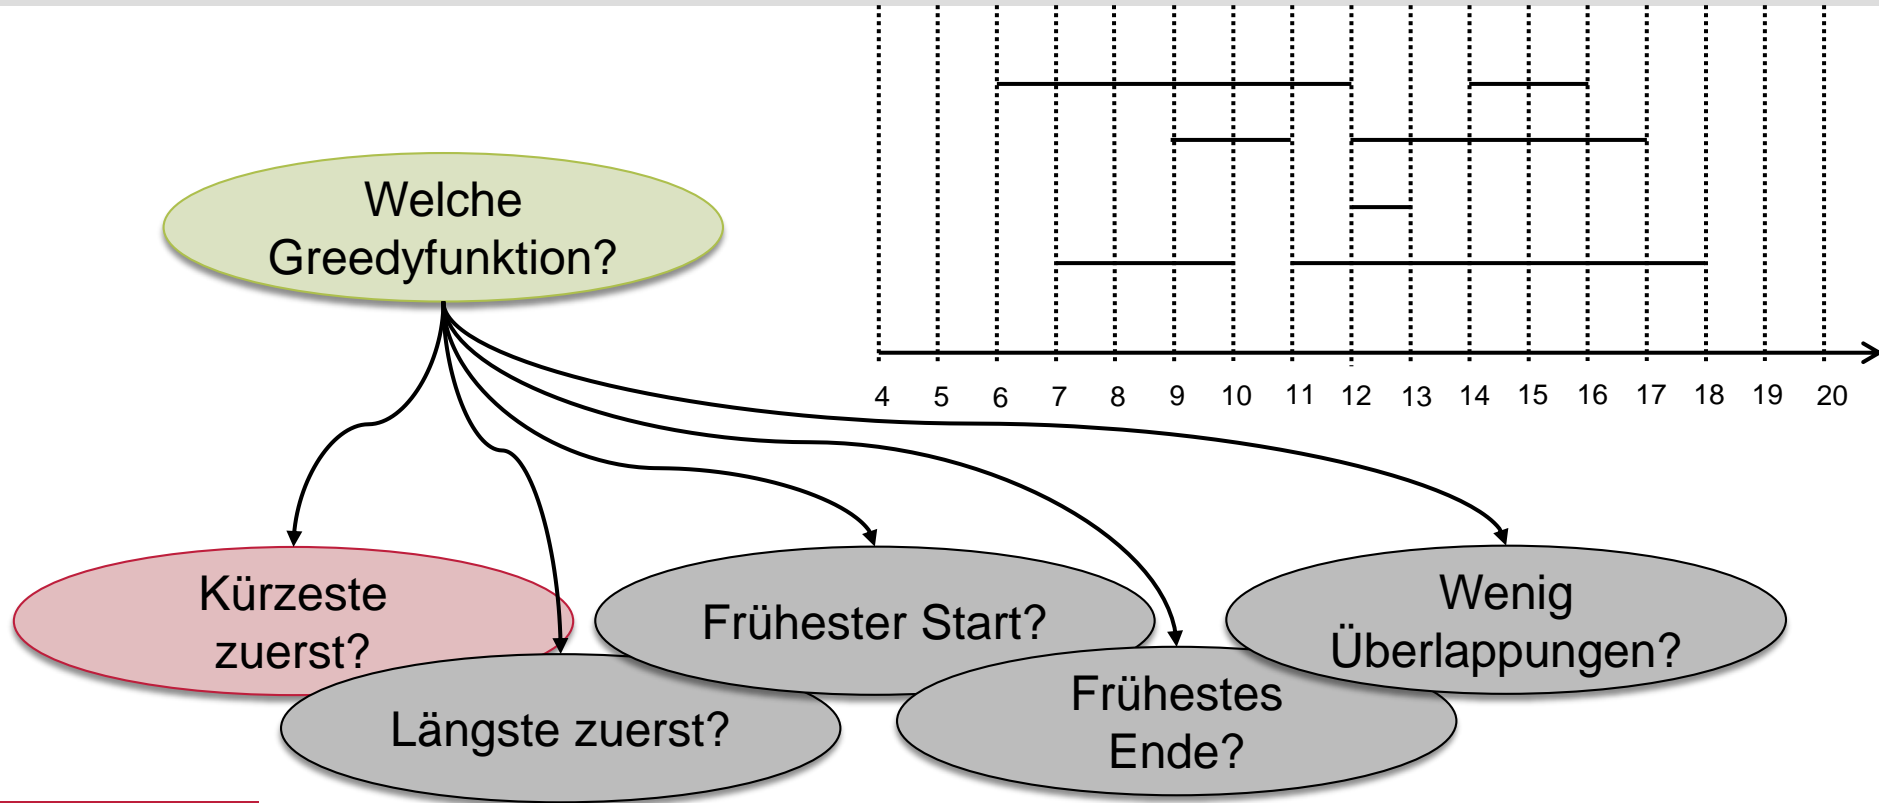 Welche
Greedyfunktion?
4 5 6 7 8 9 10 11 12 13 14 15 16 17 18 19 20
Kürzeste
zuerst?
Längste zuerst?
Frühester Start?
Frühestes
Ende?
Wenig
Überlappungen?